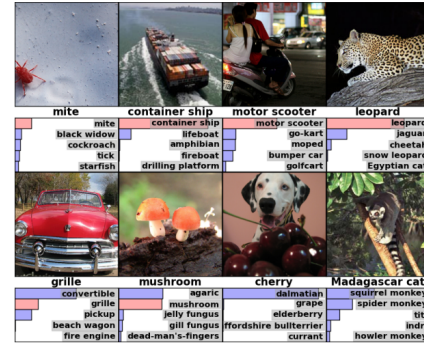 mite container ship motor scooter leopard
mite container ship motor scooter leopard
black widow lifeboat go-kart jaguar
cockroach amphibian moped cheetah
tick fireboat bumper car snow leopard
starfish drilling platform golfcart Egyptian cat
grille mushroom cherry Madagascar cat
convertible agaric dalmatian squirrel monkey
grille mushroom grape spider monkey
pickup jelly fungus elderberry titi
beach wagon gill fungus ffordshire bullterrier indri
fire engine dead-man's-fingers currant howler monkey